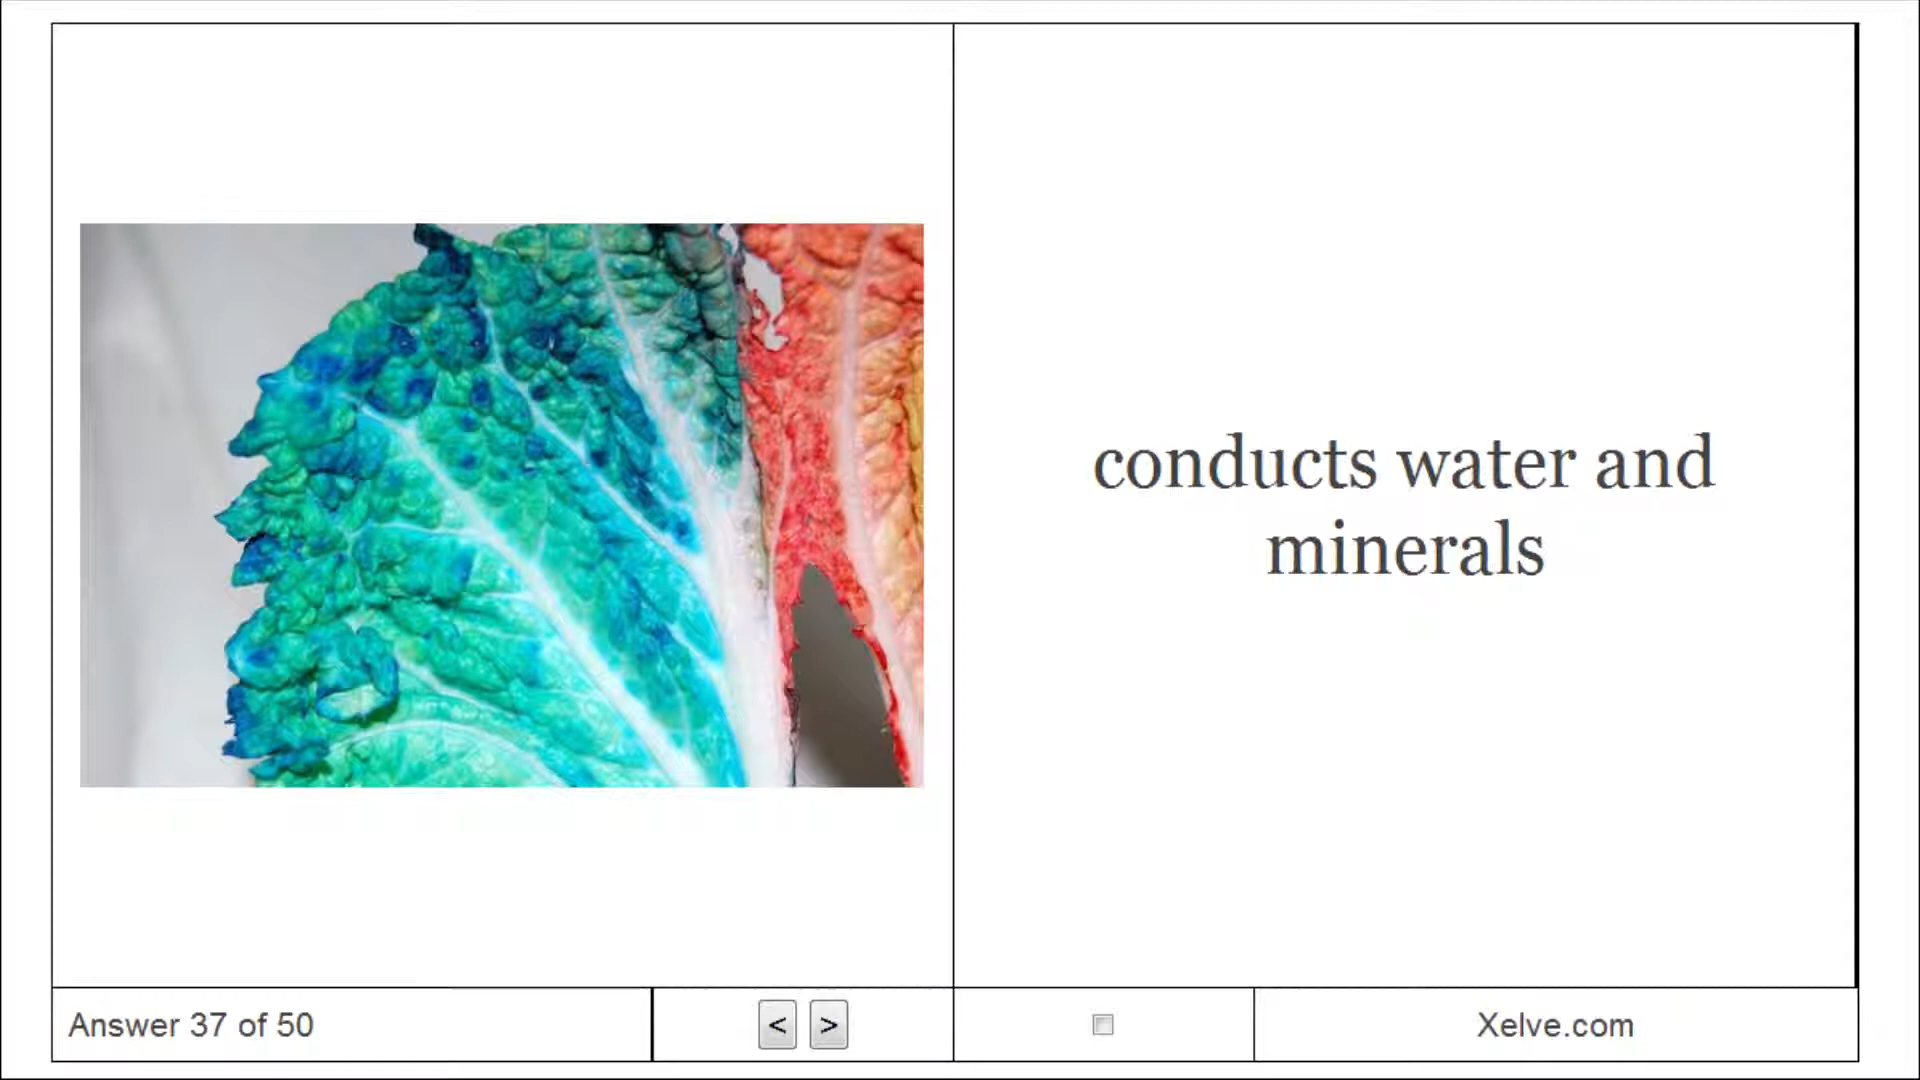 conducts water and
minerals
Answer 37 of 50
< >
Xelve.com